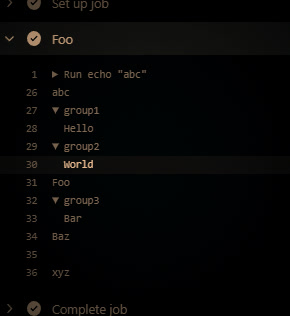 Set up job
Foo
1 ▶ Run echo "abc"
26 abc
27 ▼ group1
28 Hello
29 ▼ group2
30 World
31 Foo
32 ▼ group3
33 Bar
34 Baz
35
36 xyz
Complete job